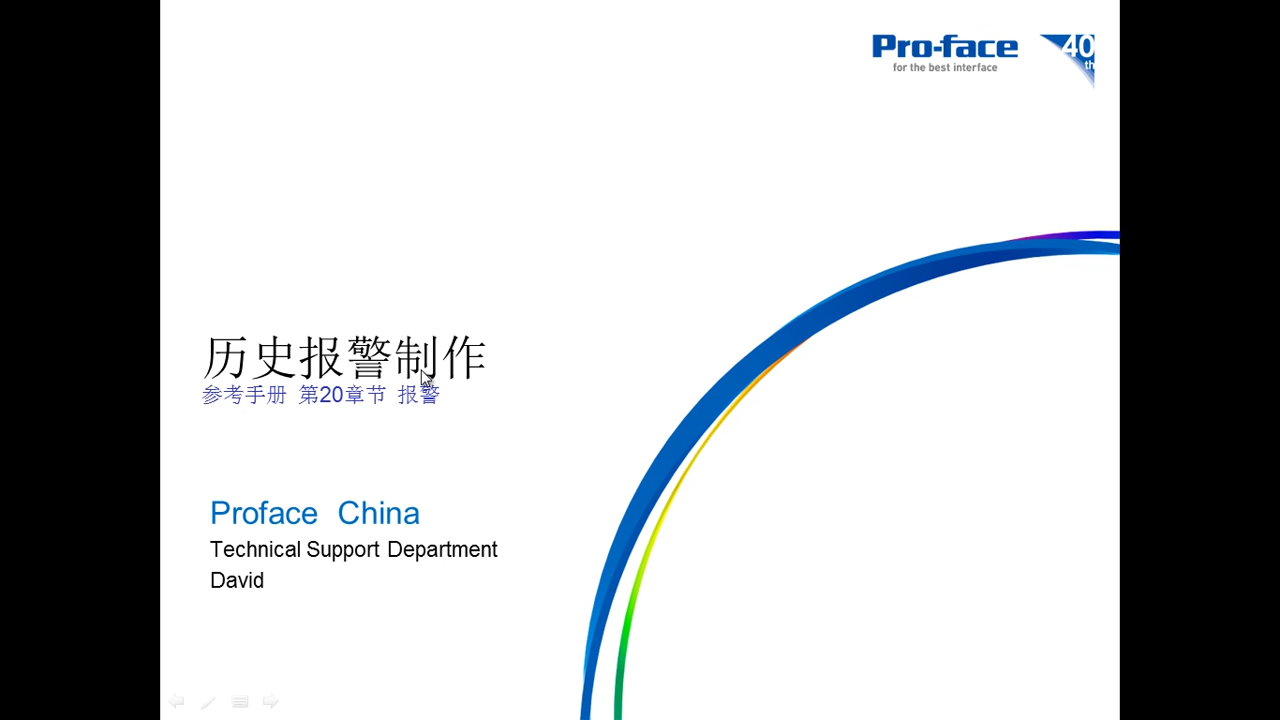 Pro-face
for the best interface
40
th
历史报警制作
参考手册 第20章节 报警
Proface China
Technical Support Department
David